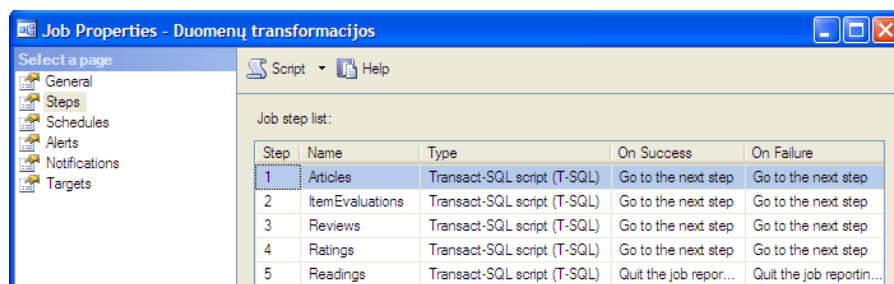 Job Properties - Duomenų transformacijos
Select a page
General
Steps
Schedules
Alerts
Notifications
Targets
Script Help
Job step list:
Step Name Type On Success On Failure
1 Articles Transact-SQL script (T-SQL) Go to the next step Go to the next step
2 ItemEvaluations Transact-SQL script (T-SQL) Go to the next step Go to the next step
3 Reviews Transact-SQL script (T-SQL) Go to the next step Go to the next step
4 Ratings Transact-SQL script (T-SQL) Go to the next step Go to the next step
5 Readings Transact-SQL script (T-SQL) Quit the job repor... Quit the job reportin...